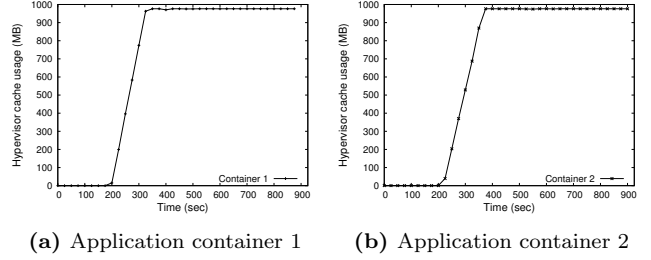 1000
900
800
700
600
500
400
300
200
100
0
Hypervisor cache usage (MB)
0 100 200 300 400 500 600 700 800 900
Time (sec)
Container 1
(a) Application container 1
1000
900
800
700
600
500
400
300
200
100
0
Hypervisor cache usage (MB)
0 100 200 300 400 500 600 700 800 900
Time (sec)
Container 2
(b) Application container 2